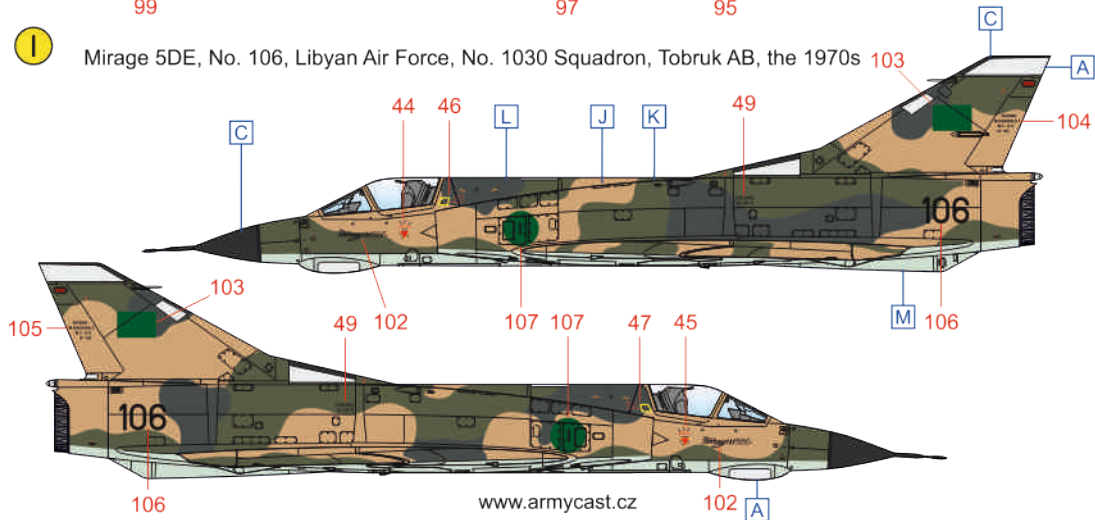 99 97 95
I Mirage 5DE, No. 106, Libyan Air Force, No. 1030 Squadron, Tobruk AB, the 1970s
C
103 A
44 46 L J K 49 104
C
106
103
105 49 102 107 107 47 45 M 106
106
106 www.armycast.cz 102 A